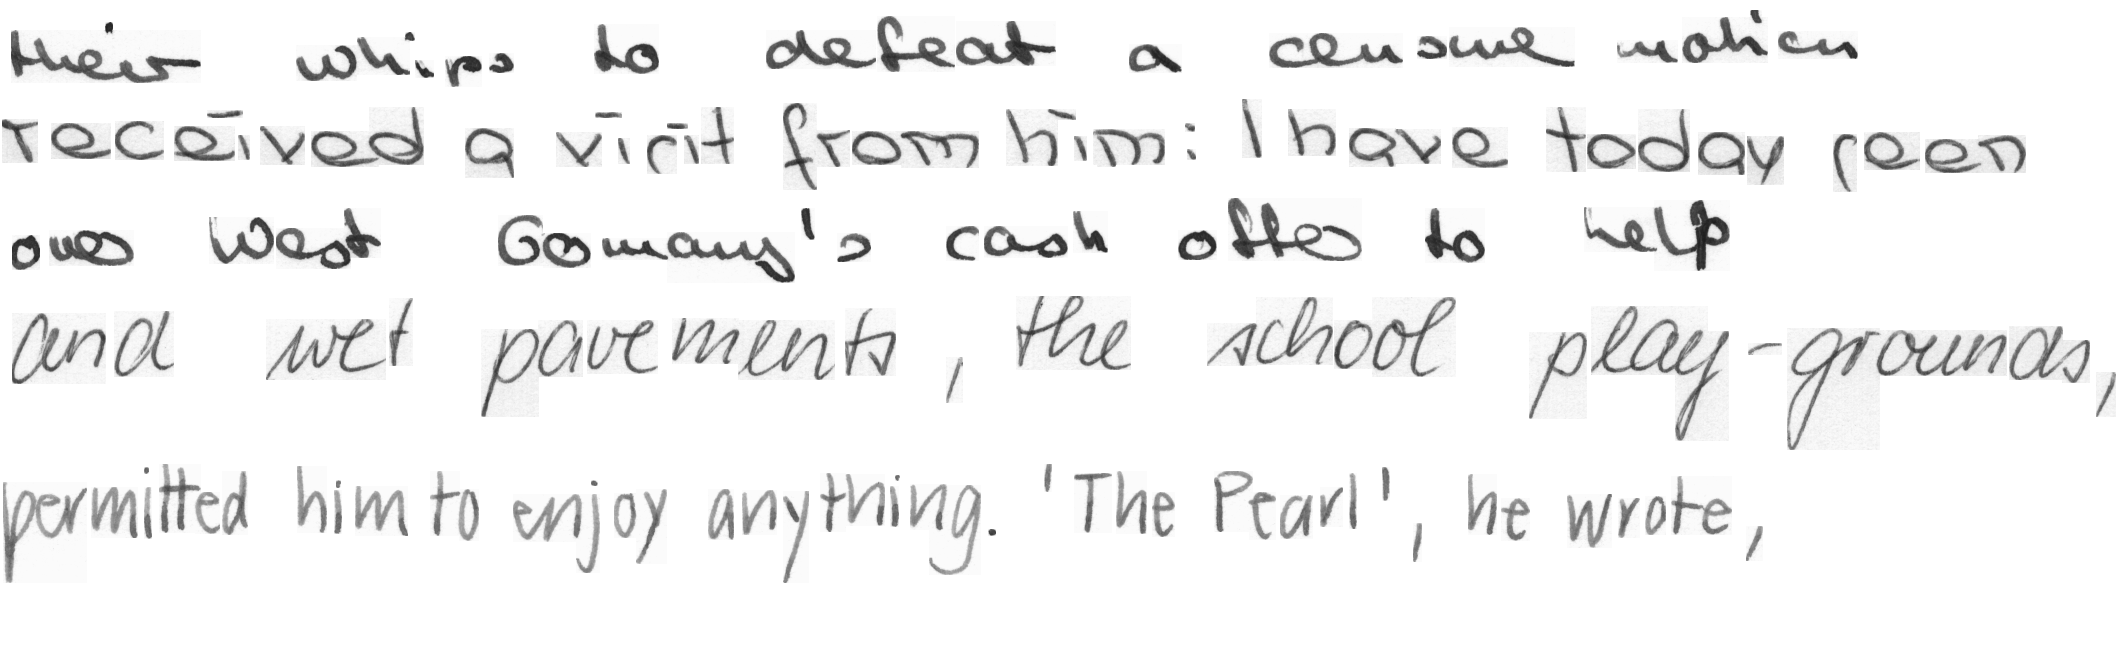 their whips to defeat a censure motion
received a visit from him: I have today seen
over West Germany's cash offer to help
and wet pavements, the school play-grounds,
permitted him to enjoy anything. 'The Pearl', he wrote,